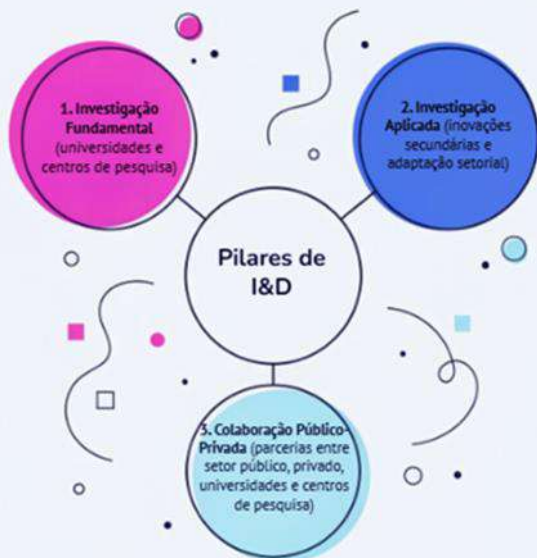 1. Investigação
Fundamental
(universidades e
centros de pesquisa)
2. Investigação
Aplicada (inovações
secundárias e
adaptação setorial)
Pilares de
I&D
3. Colaboração Público-
Privada (parcerias entre
setor público, privado,
universidades e centros
de pesquisa)